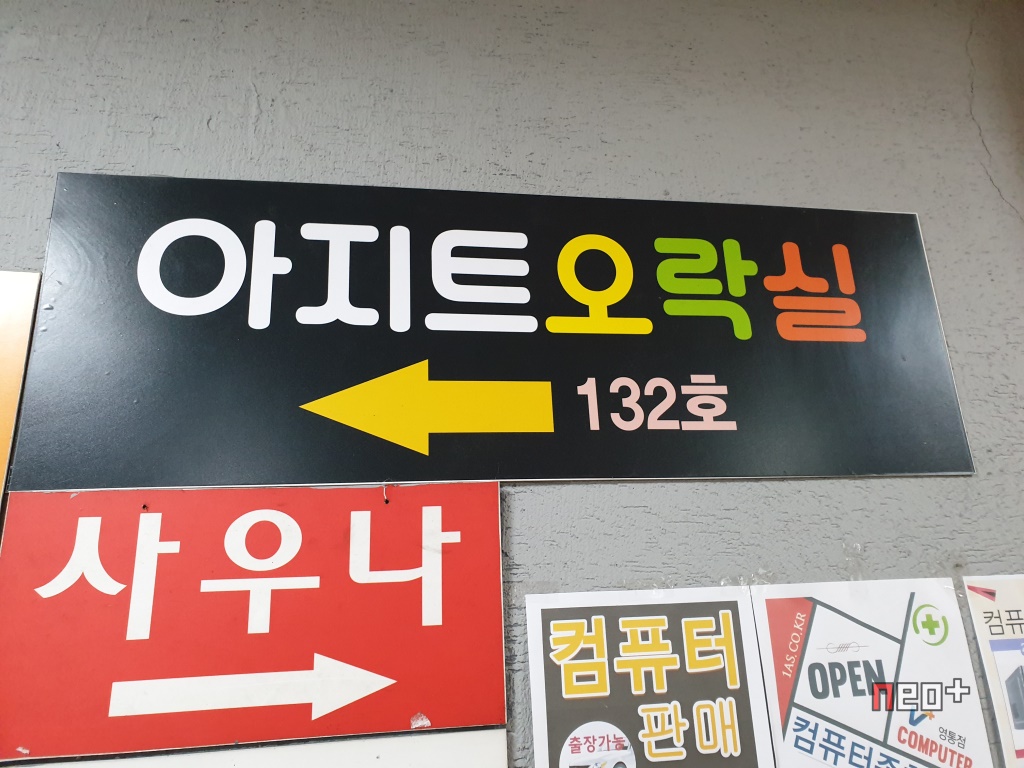 아지트오락실
132호
사우나
컴퓨터
판매
출장가능
1AS.CO.KR
OPEN
neo+
영통점
COMPUTER